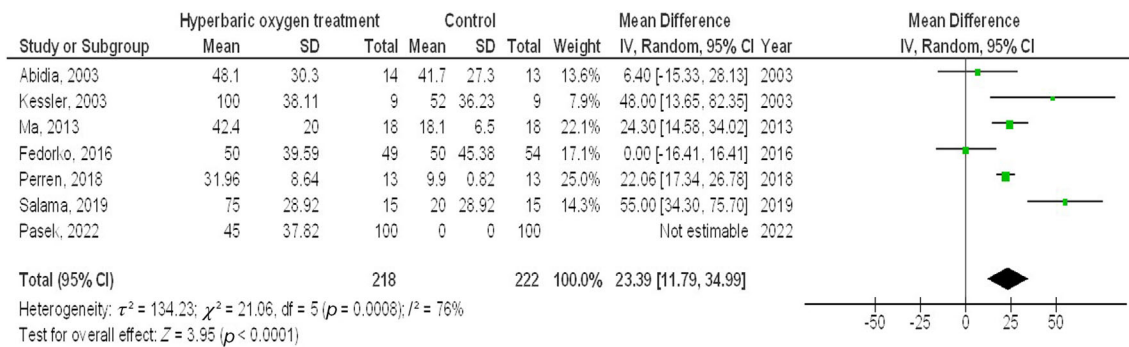 Hyperbaric oxygen treatment Control Mean Difference Mean Difference
Study or Subgroup Mean SD Total Mean SD Total Weight IV, Random, 95% CI Year IV, Random, 95% CI
Abidia, 2003 48.1 30.3 14 41.7 27.3 13 13.6% 6.40 [-15.33, 28.13] 2003
Kessler, 2003 100 38.11 9 52 36.23 9 7.9% 48.00 [13.65, 82.35] 2003
Ma, 2013 42.4 20 18 18.1 6.5 18 22.1% 24.30 [14.58, 34.02] 2013
Fedorko, 2016 50 39.59 49 50 45.38 54 17.1% 0.00 [-16.41, 16.41] 2016
Perren, 2018 31.96 8.64 13 9.9 0.82 13 25.0% 22.06 [17.34, 26.78] 2018
Salama, 2019 75 28.92 15 20 28.92 15 14.3% 55.00 [34.30, 75.70] 2019
Pasek, 2022 45 37.82 100 0 0 100 Not estimable 2022
Total (95% CI) 218 222 100.0% 23.39 [11.79, 34.99]
Heterogeneity: τ² = 134.23; χ² = 21.06, df = 5 (p = 0.0008); I² = 76%
Test for overall effect: Z = 3.95 (p < 0.0001)
-50 -25 0 25 50